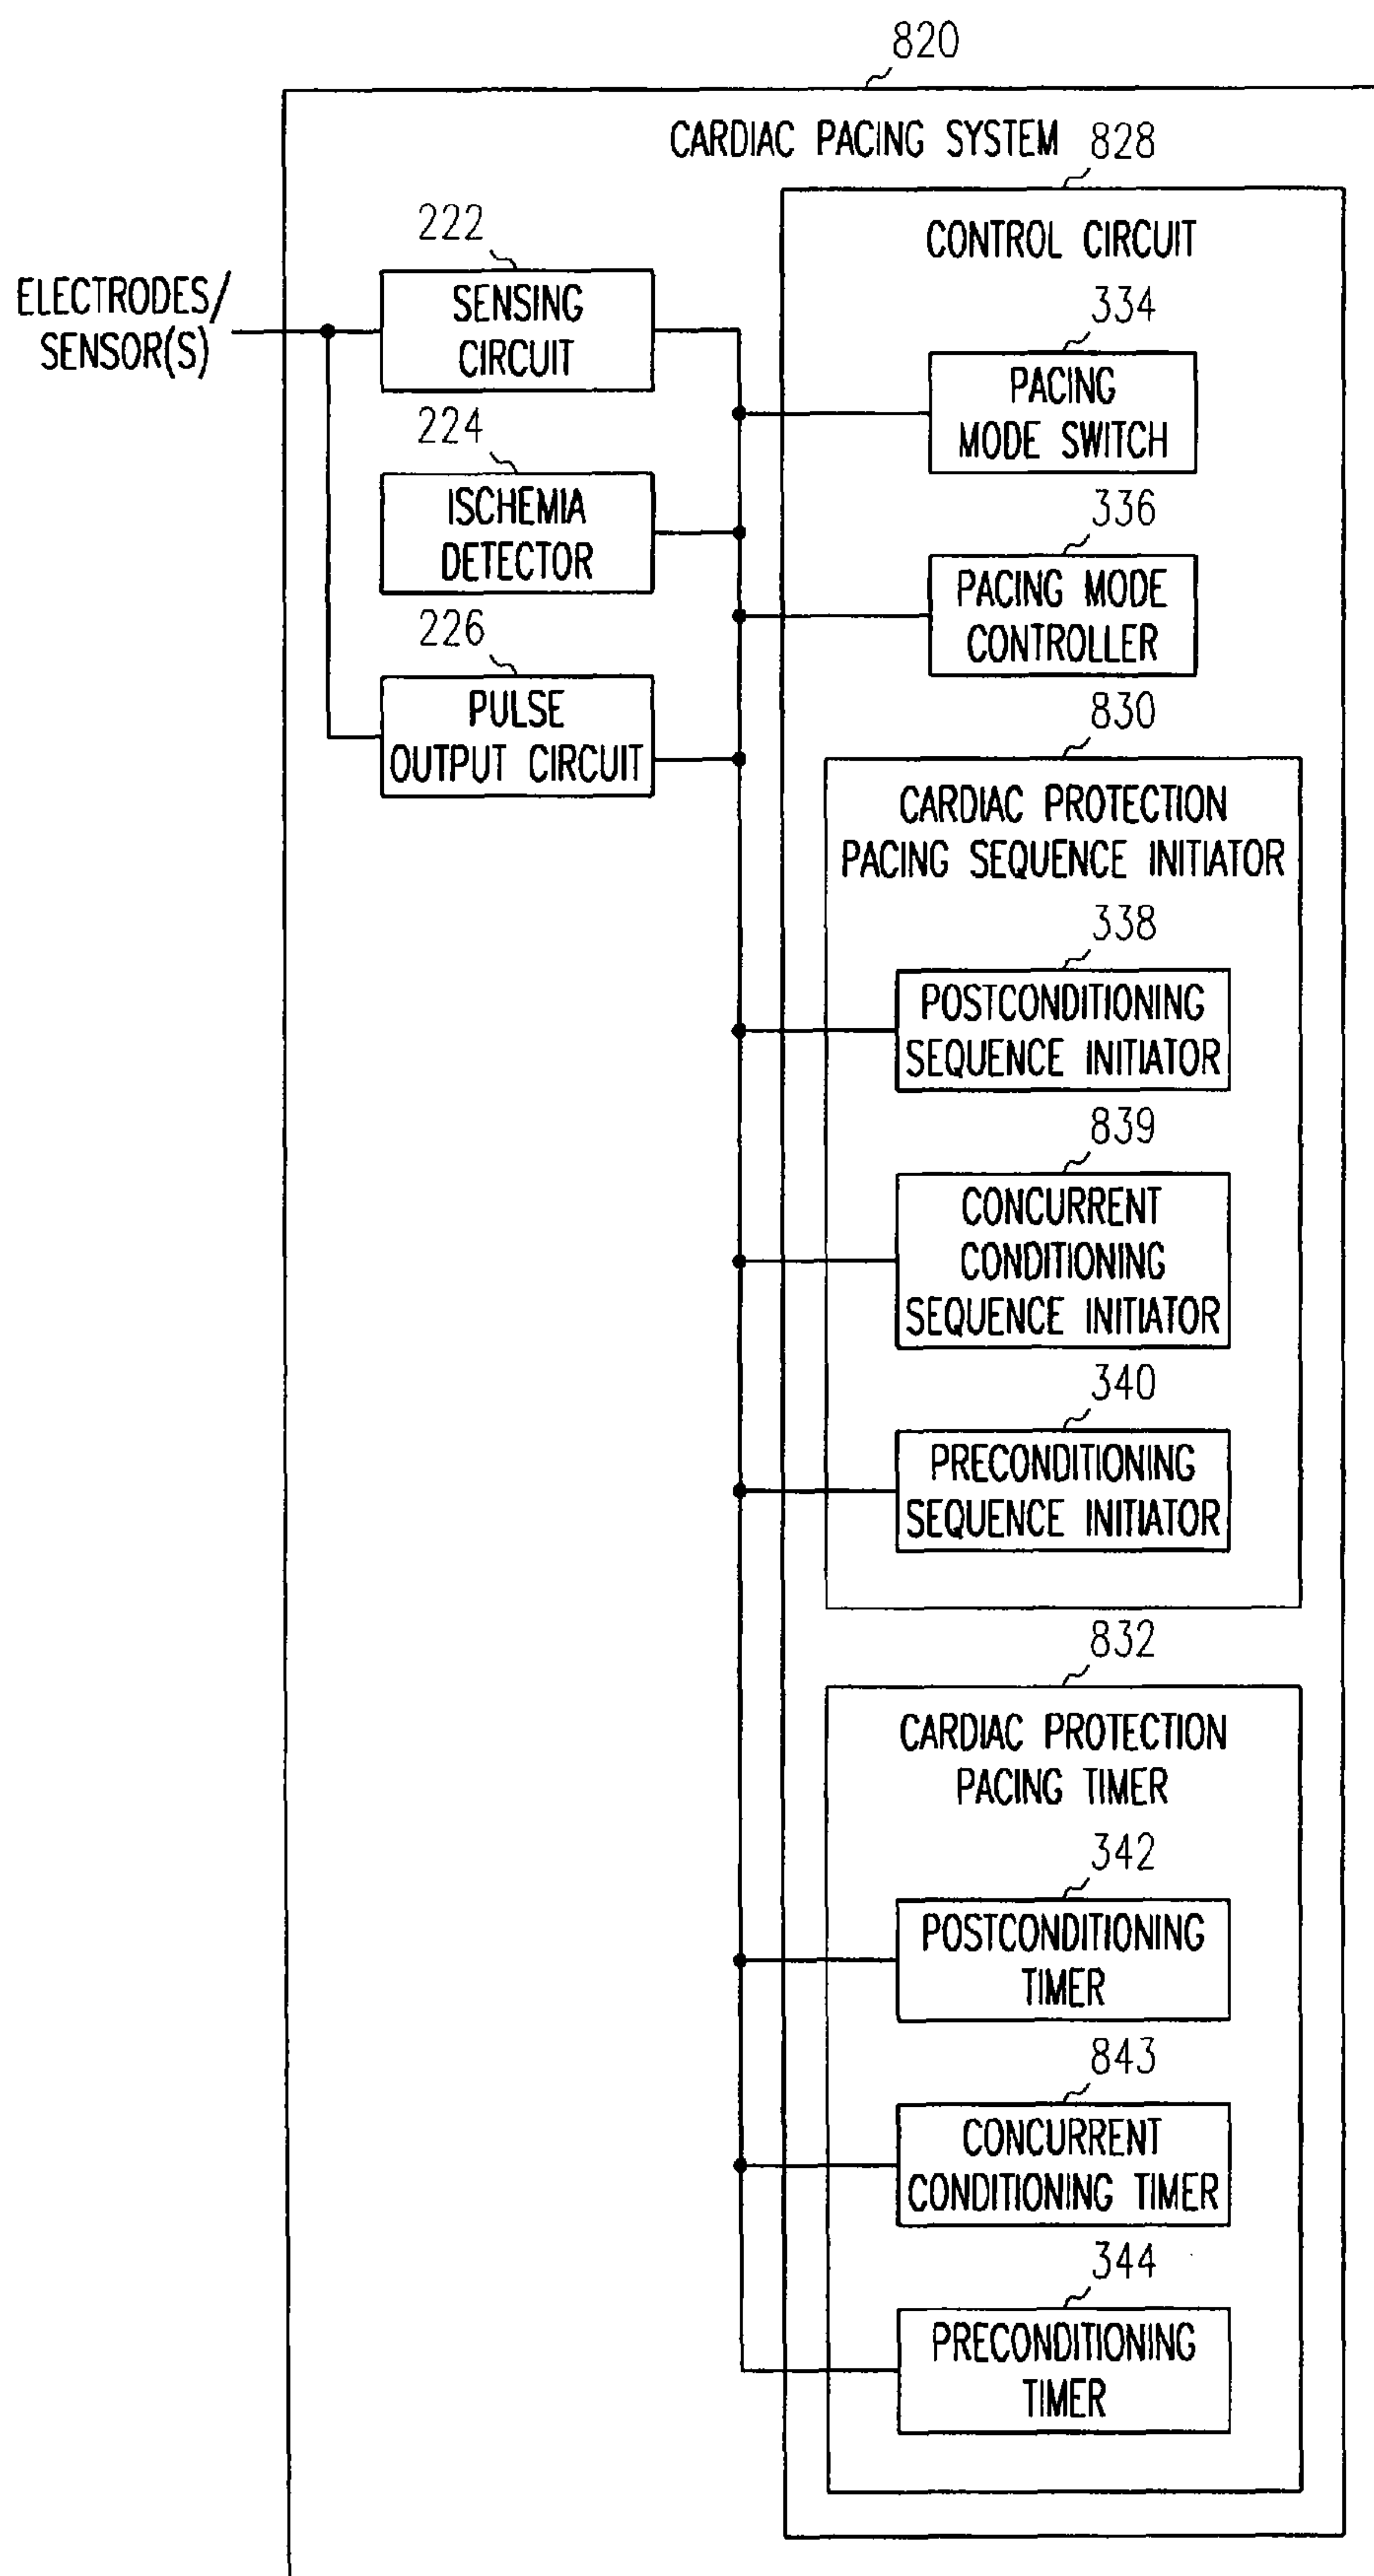 820
CARDIAC PACING SYSTEM
828
CONTROL CIRCUIT
222
SENSING
CIRCUIT
ELECTRODES/
SENSOR(S)
334
PACING
MODE SWITCH
224
ISCHEMIA
DETECTOR
336
PACING MODE
CONTROLLER
226
PULSE
OUTPUT CIRCUIT
830
CARDIAC PROTECTION
PACING SEQUENCE INITIATOR
338
POSTCONDITIONING
SEQUENCE INITIATOR
839
CONCURRENT
CONDITIONING
SEQUENCE INITIATOR
340
PRECONDITIONING
SEQUENCE INITIATOR
832
CARDIAC PROTECTION
PACING TIMER
342
POSTCONDITIONING
TIMER
843
CONCURRENT
CONDITIONING TIMER
344
PRECONDITIONING
TIMER